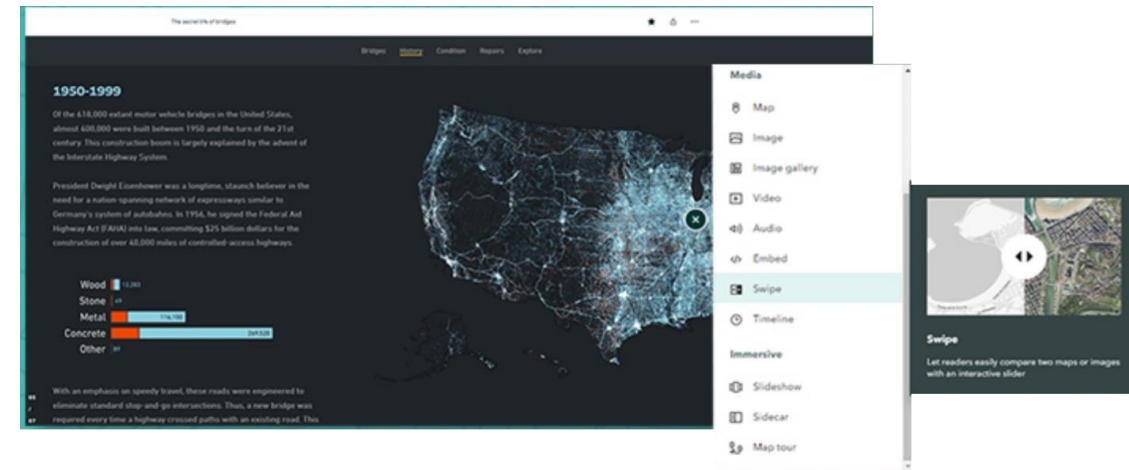 The secret life of bridges
Bridges History Condition Repairs Explore
1950-1999
Of the 618,000 extant motor vehicle bridges in the United States,
almost 600,000 were built between 1950 and the turn of the 21st
century. This construction boom is largely explained by the advent of
the Interstate Highway System.
President Dwight Eisenhower was a longtime, staunch believer in the
need for a nation-spanning network of expressways similar to
Germany's system of autobahns. In 1956, he signed the Federal Aid
Highway Act (FAHA) into law, committing $25 billion dollars for the
construction of over 40,000 miles of controlled-access highways.
Wood
Stone
Metal 116,102
Concrete 269,520
Other
With an emphasis on speedy travel, these roads were engineered to
eliminate standard stop-and-go intersections. Thus, a new bridge was
required every time a highway crossed paths with an existing road. This
Media
Map
Image
Image gallery
Video
Audio
Embed
Swipe
Timeline
Immersive
Slideshow
Sidecar
Map tour
Swipe
Let readers easily compare two maps or images
with an interactive slider